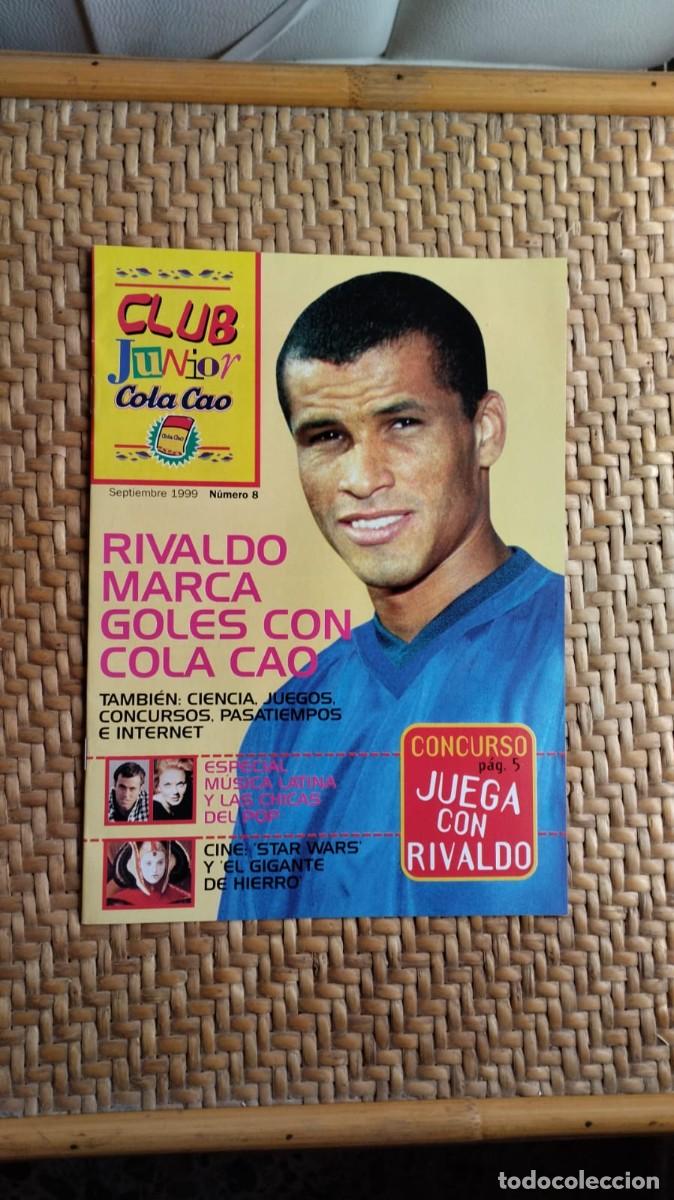 CLUB
Junior
Cola Cao
Cola Cao
Septiembre 1999 Número 8
RIVALDO
MARCA
GOLES CON
COLA CAO
TAMBIÉN: CIENCIA, JUEGOS,
CONCURSOS, PASATIEMPOS
E INTERNET
ESPECIAL
MÚSICA LATINA
Y LAS CHICAS
DEL POP
CINE: 'STAR WARS'
Y 'EL GIGANTE
DE HIERRO'
CONCURSO
pág. 5
JUEGA
CON
RIVALDO
todocoleccion